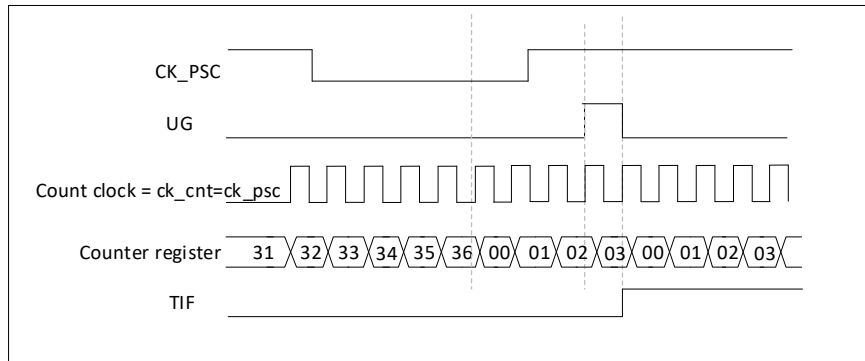 CK_PSC
UG
Count clock = ck_cnt=ck_psc
Counter register 31 32 33 34 35 36 00 01 02 03 00 01 02 03
TIF